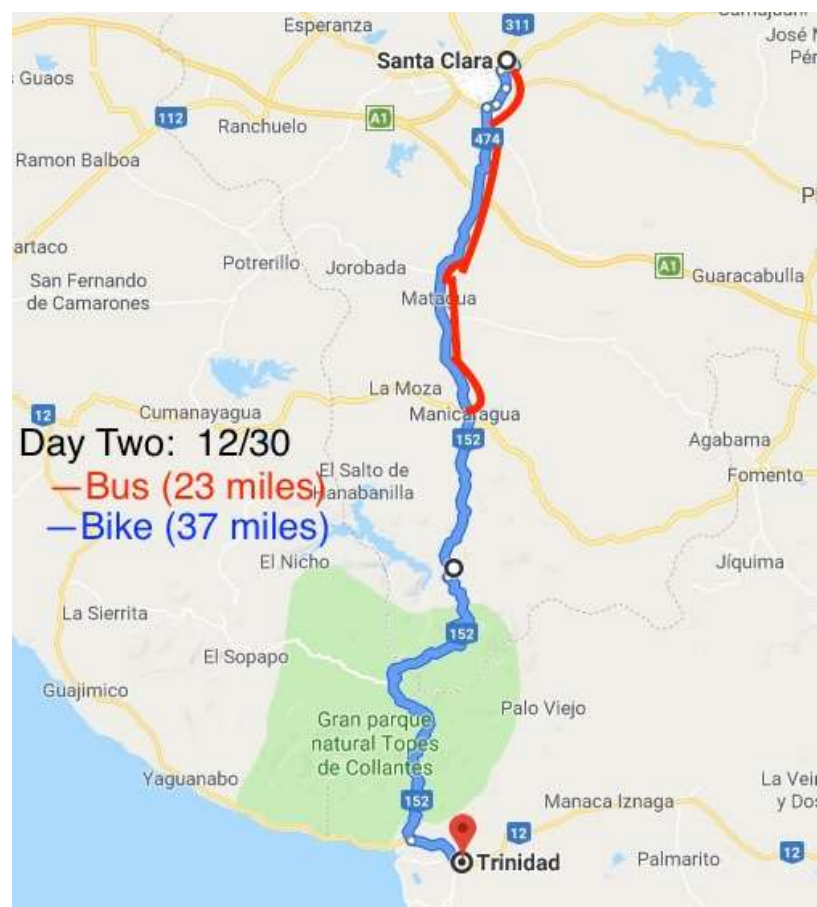 Camajuaní
Esperanza
311
José M
Pér
Santa Clara
s Guaos
A1
112
Ranchuelo
474
Ramon Balboa
P
artaco
Potrerillo
Jorobada
A1
Guaracabulla
San Fernando
de Camarones
Matagua
La Moza
12
Cumanayagua
Manicaragua
152
Agabama
Day Two: 12/30
El Salto de
Hanabanilla
Fomento
—Bus (23 miles)
—Bike (37 miles)
El Nicho
Jíquima
La Sierrita
152
El Sopapo
Guajimico
Palo Viejo
Gran parque
natural Topes
de Collantes
Yaguanabo
152
Manaca Iznaga
La Vei
y Dos
12
Trinidad
Palmarito
12